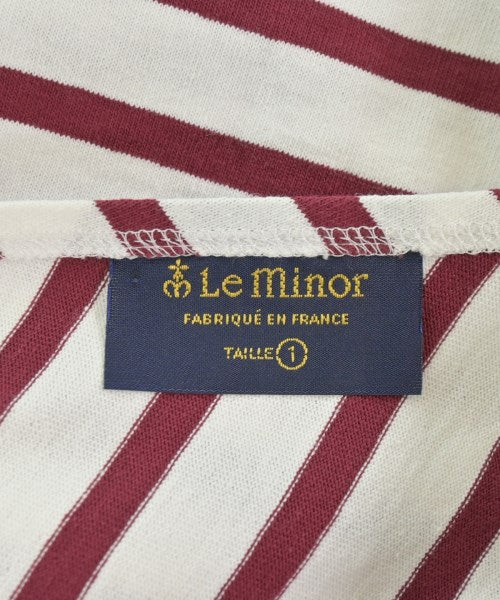 Le Minor
FABRIQUÉ EN FRANCE
TAILLE 1